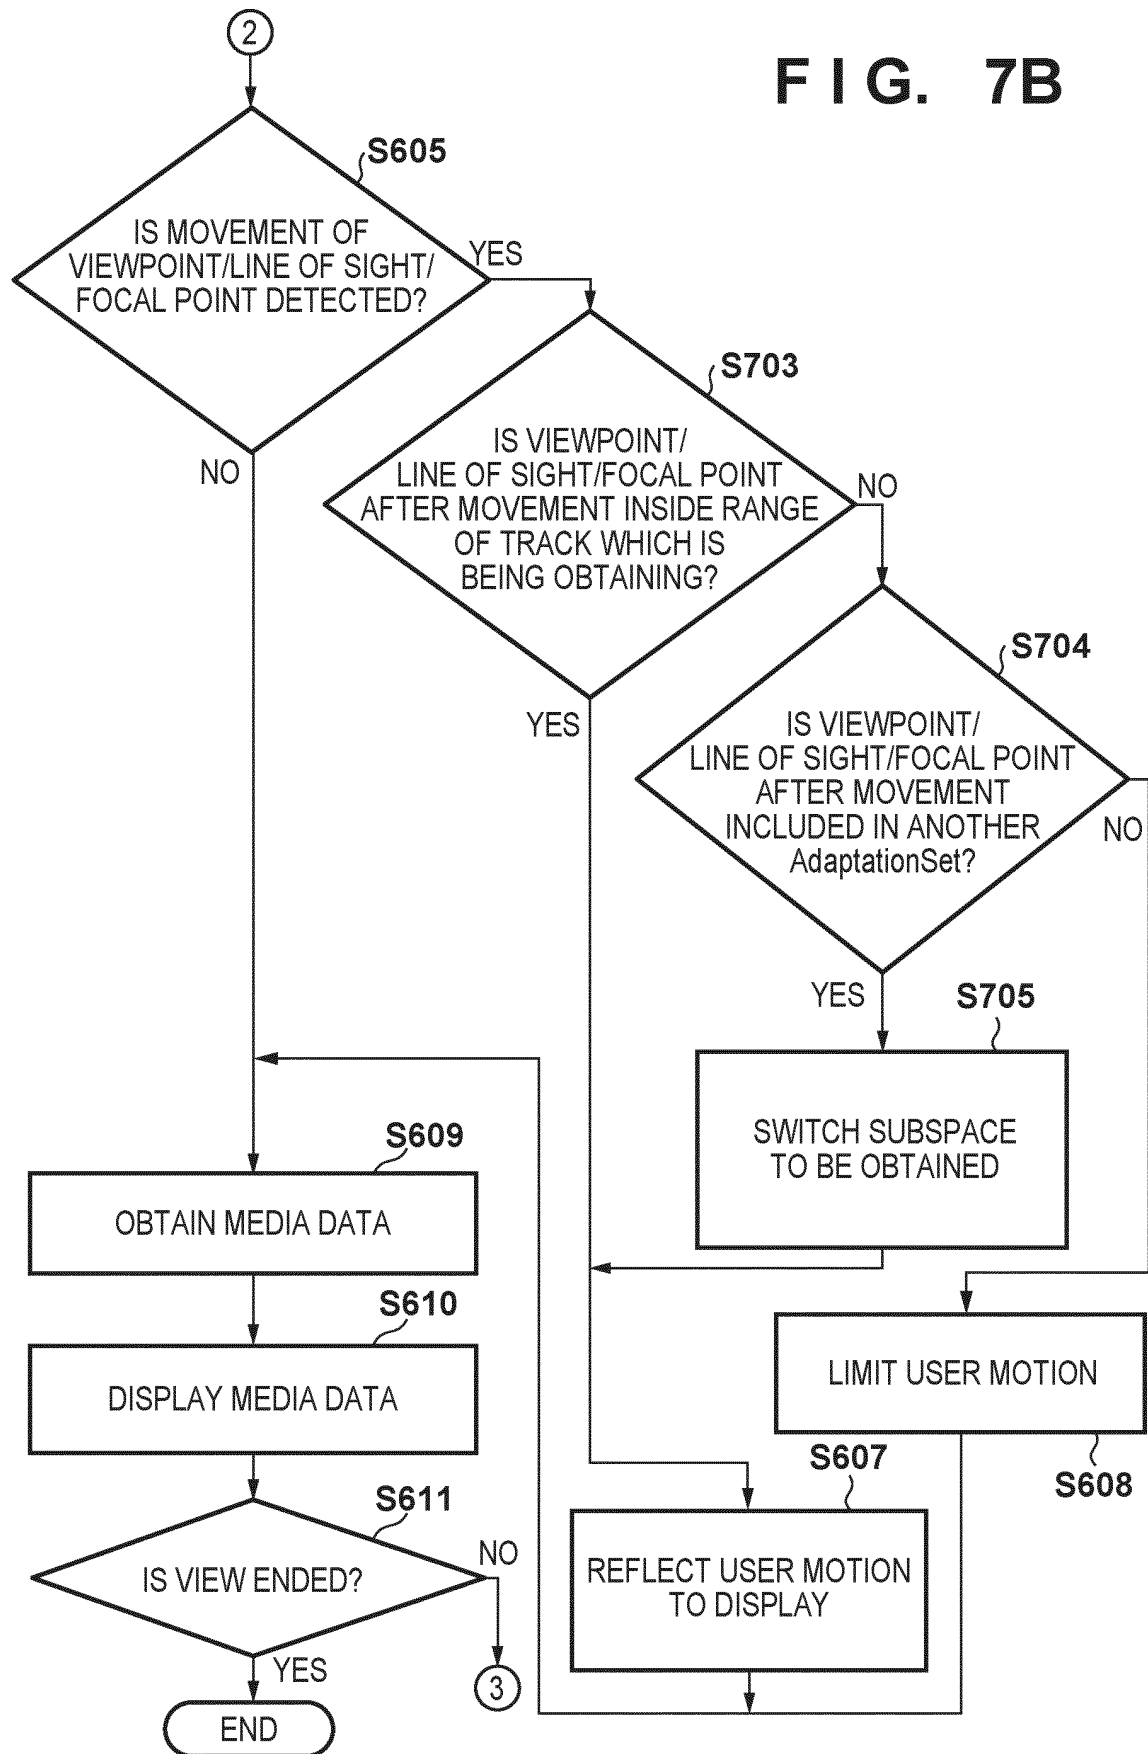 2
FIG. 7B
S605
IS MOVEMENT OF
VIEWPOINT/LINE OF SIGHT/
FOCAL POINT DETECTED?
YES
NO
S703
IS VIEWPOINT/
LINE OF SIGHT/FOCAL POINT
AFTER MOVEMENT INSIDE RANGE
OF TRACK WHICH IS
BEING OBTAINING?
NO
YES
S704
IS VIEWPOINT/
LINE OF SIGHT/FOCAL POINT
AFTER MOVEMENT
INCLUDED IN ANOTHER
AdaptationSet?
NO
YES
S705
SWITCH SUBSPACE
TO BE OBTAINED
S609
OBTAIN MEDIA DATA
S610
DISPLAY MEDIA DATA
LIMIT USER MOTION
S608
S607
REFLECT USER MOTION
TO DISPLAY
S611
IS VIEW ENDED?
NO
YES
3
END